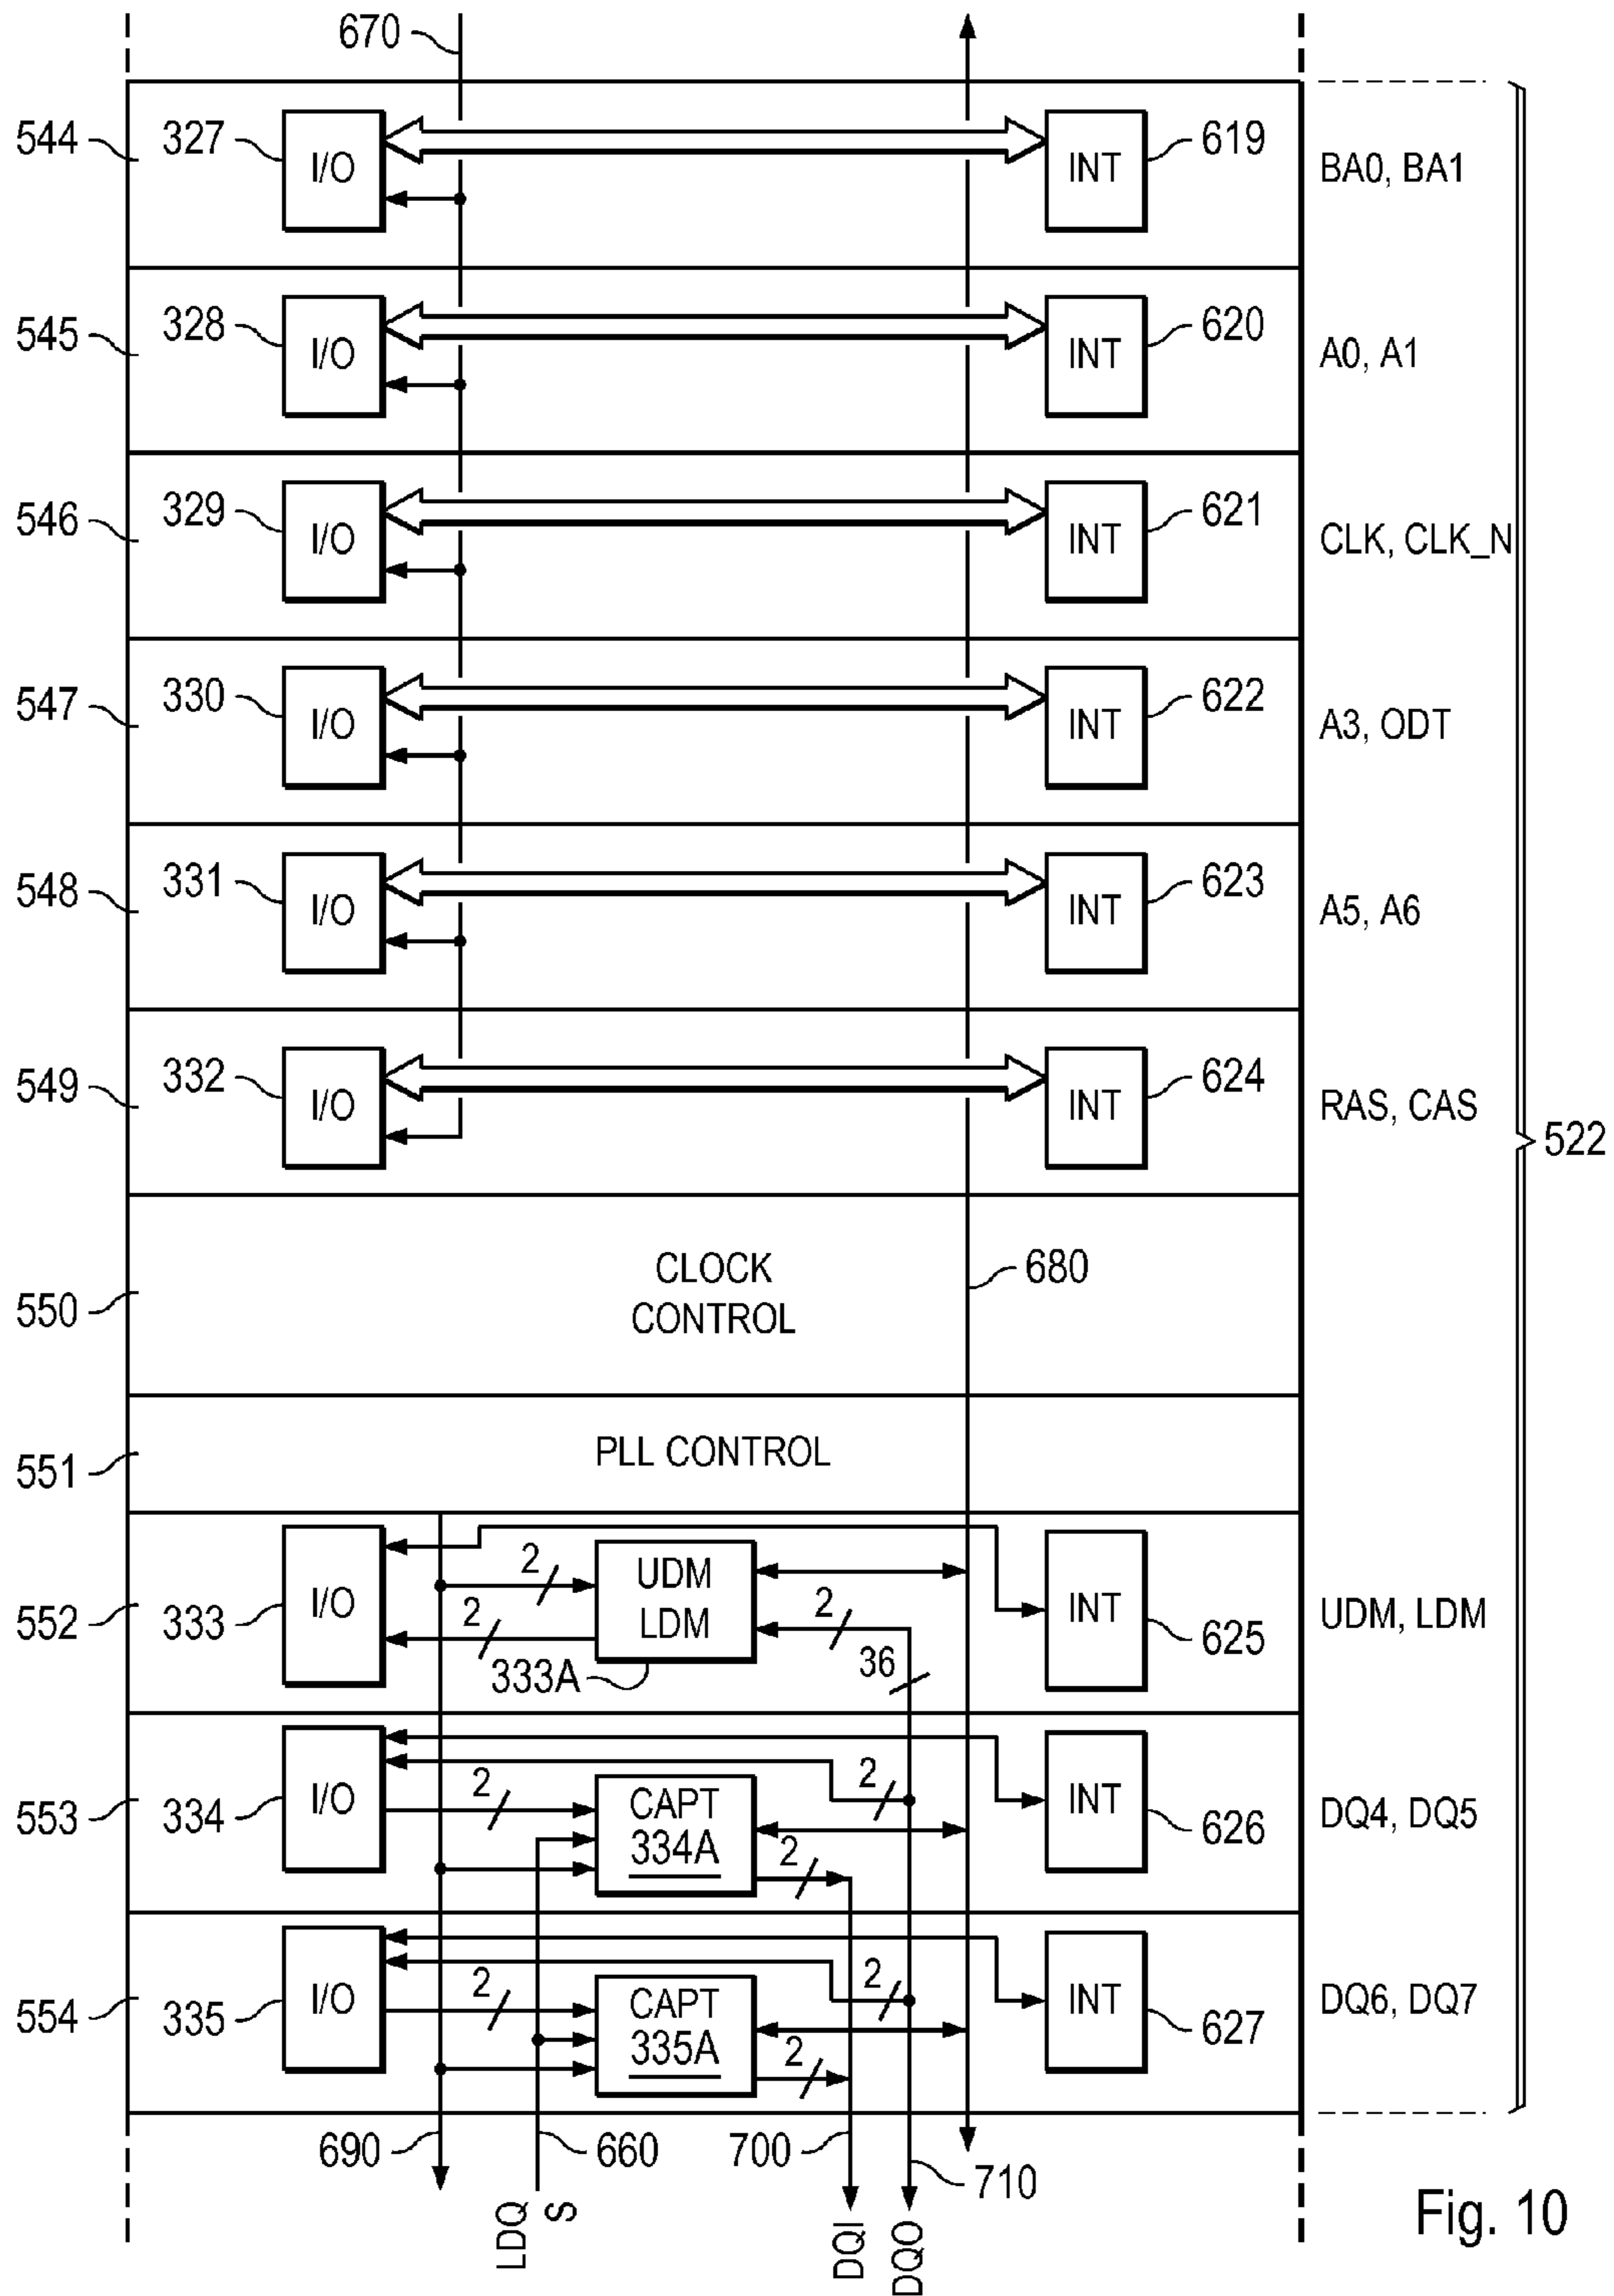 670
544 327 I/O INT 619 BA0, BA1
545 328 I/O INT 620 A0, A1
546 329 I/O INT 621 CLK, CLK_N
547 330 I/O INT 622 A3, ODT
548 331 I/O INT 623 A5, A6
549 332 I/O INT 624 RAS, CAS
522
550 CLOCK 680
CONTROL
551 PLL CONTROL
552 333 I/O 2 2 UDM 2 INT 625 UDM, LDM
LDM
333A 36
553 334 I/O 2 CAPT 2 INT 626 DQ4, DQ5
334A 2
554 335 I/O 2 CAPT 2 INT 627 DQ6, DQ7
335A 2
690 660 700 710
LDQ
S
DQI
DQO
Fig. 10